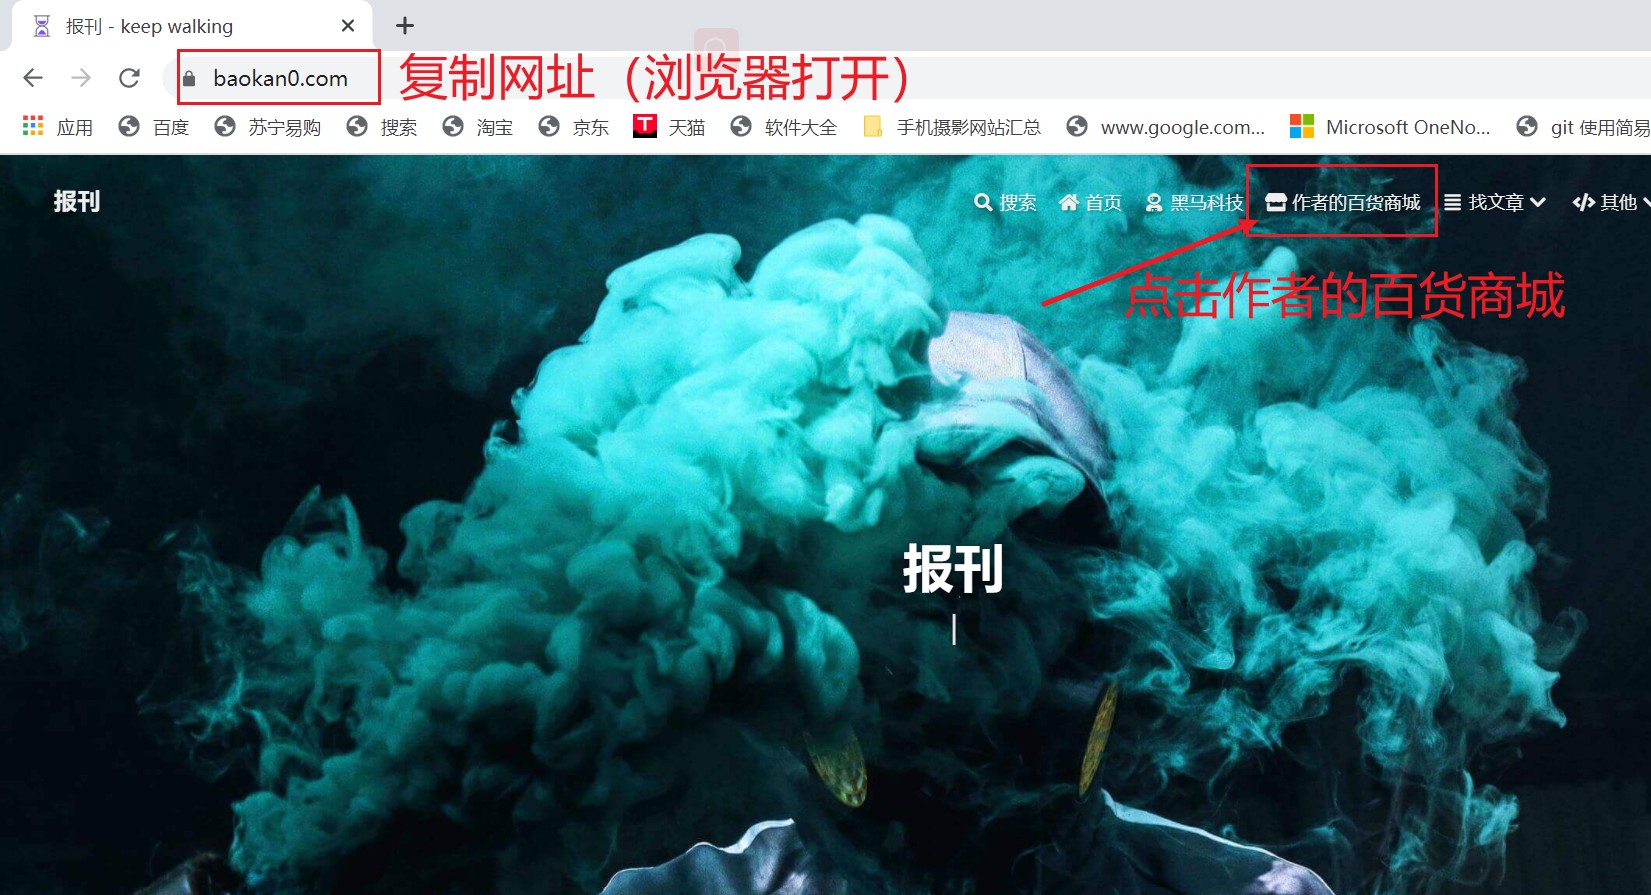 报刊 - keep walking
baokan0.com
复制网址（浏览器打开）
应用 百度 苏宁易购 搜索 淘宝 京东 天猫 软件大全 手机摄影网站汇总 www.google.com... Microsoft OneNo... git 使用简易
报刊 搜索 首页 黑马科技 作者的百货商城 找文章 其他
点击作者的百货商城
报刊